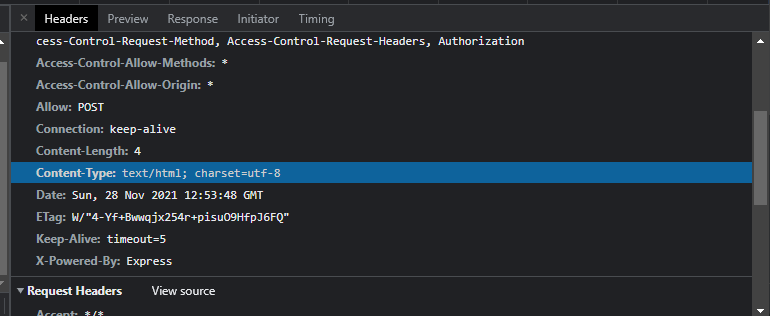 Headers Preview Response Initiator Timing
cess-Control-Request-Method, Access-Control-Request-Headers, Authorization
Access-Control-Allow-Methods: *
Access-Control-Allow-Origin: *
Allow: POST
Connection: keep-alive
Content-Length: 4
Content-Type: text/html; charset=utf-8
Date: Sun, 28 Nov 2021 12:53:48 GMT
ETag: W/"4-Yf+Bwwqjx254r+pisuO9HfpJ6FQ"
Keep-Alive: timeout=5
X-Powered-By: Express
Request Headers View source
Accept: */*